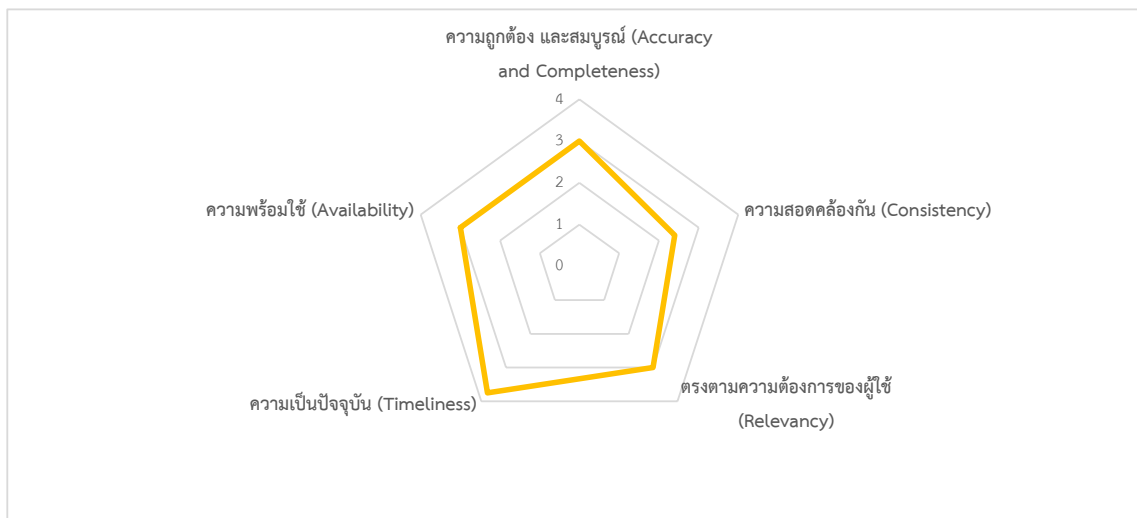 ความถูกต้อง และสมบูรณ์ (Accuracy
and Completeness)
4
3
2
1
0
ความพร้อมใช้ (Availability)
ความสอดคล้องกัน (Consistency)
ความเป็นปัจจุบัน (Timeliness)
ตรงตามความต้องการของผู้ใช้
(Relevancy)